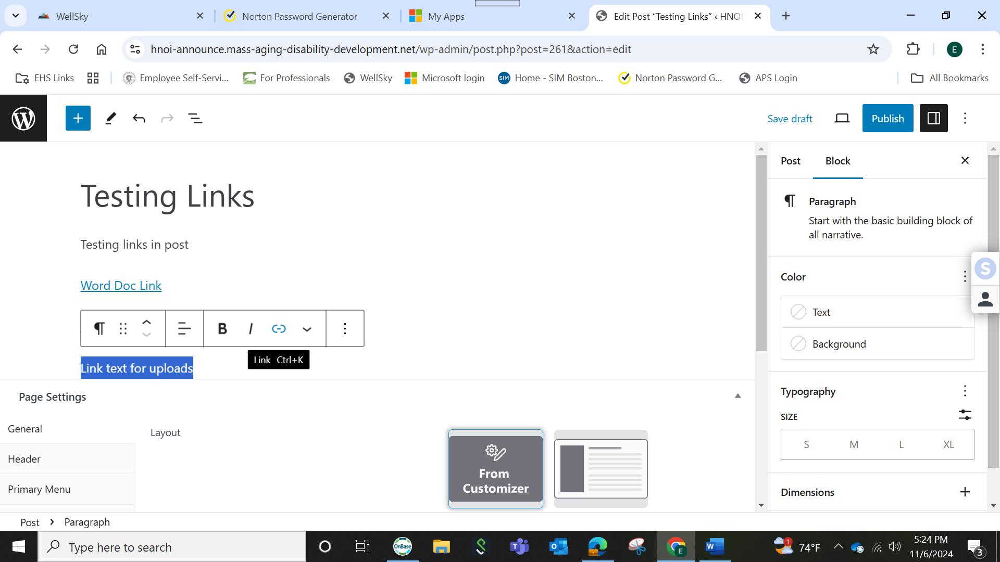 WellSky
Norton Password Generator
My Apps
Edit Post “Testing Links” ‹ HNOI
hnoi-announce.mass-aging-disability-development.net/wp-admin/post.php?post=261&action=edit
E
EHS Links
Employee Self-Servi...
For Professionals
WellSky
Microsoft login
SIM
Home - SIM Boston...
Norton Password G...
APS Login
All Bookmarks
Save draft
Publish
Testing Links
Testing links in post
Word Doc Link
B
I
Link Ctrl+K
Link text for uploads
Post
Block
Paragraph
Start with the basic building block of
all narrative.
Color
S
Text
Background
Typography
SIZE
S M L XL
Dimensions
Page Settings
General
Header
Primary Menu
Layout
From
Customizer
Post
Paragraph
Type here to search
OnBase
E
1
74°F
5:24 PM
11/6/2024
3